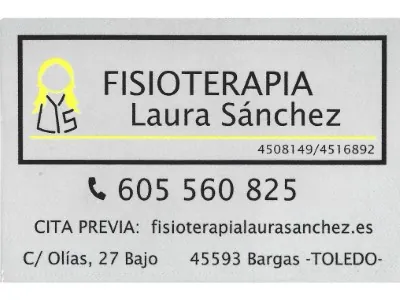 FISIOTERAPIA
Laura Sánchez
4508149/4516892
605 560 825
CITA PREVIA: fisioterapialaurasanchez.es
C/ Olías, 27 Bajo 45593 Bargas -TOLEDO-